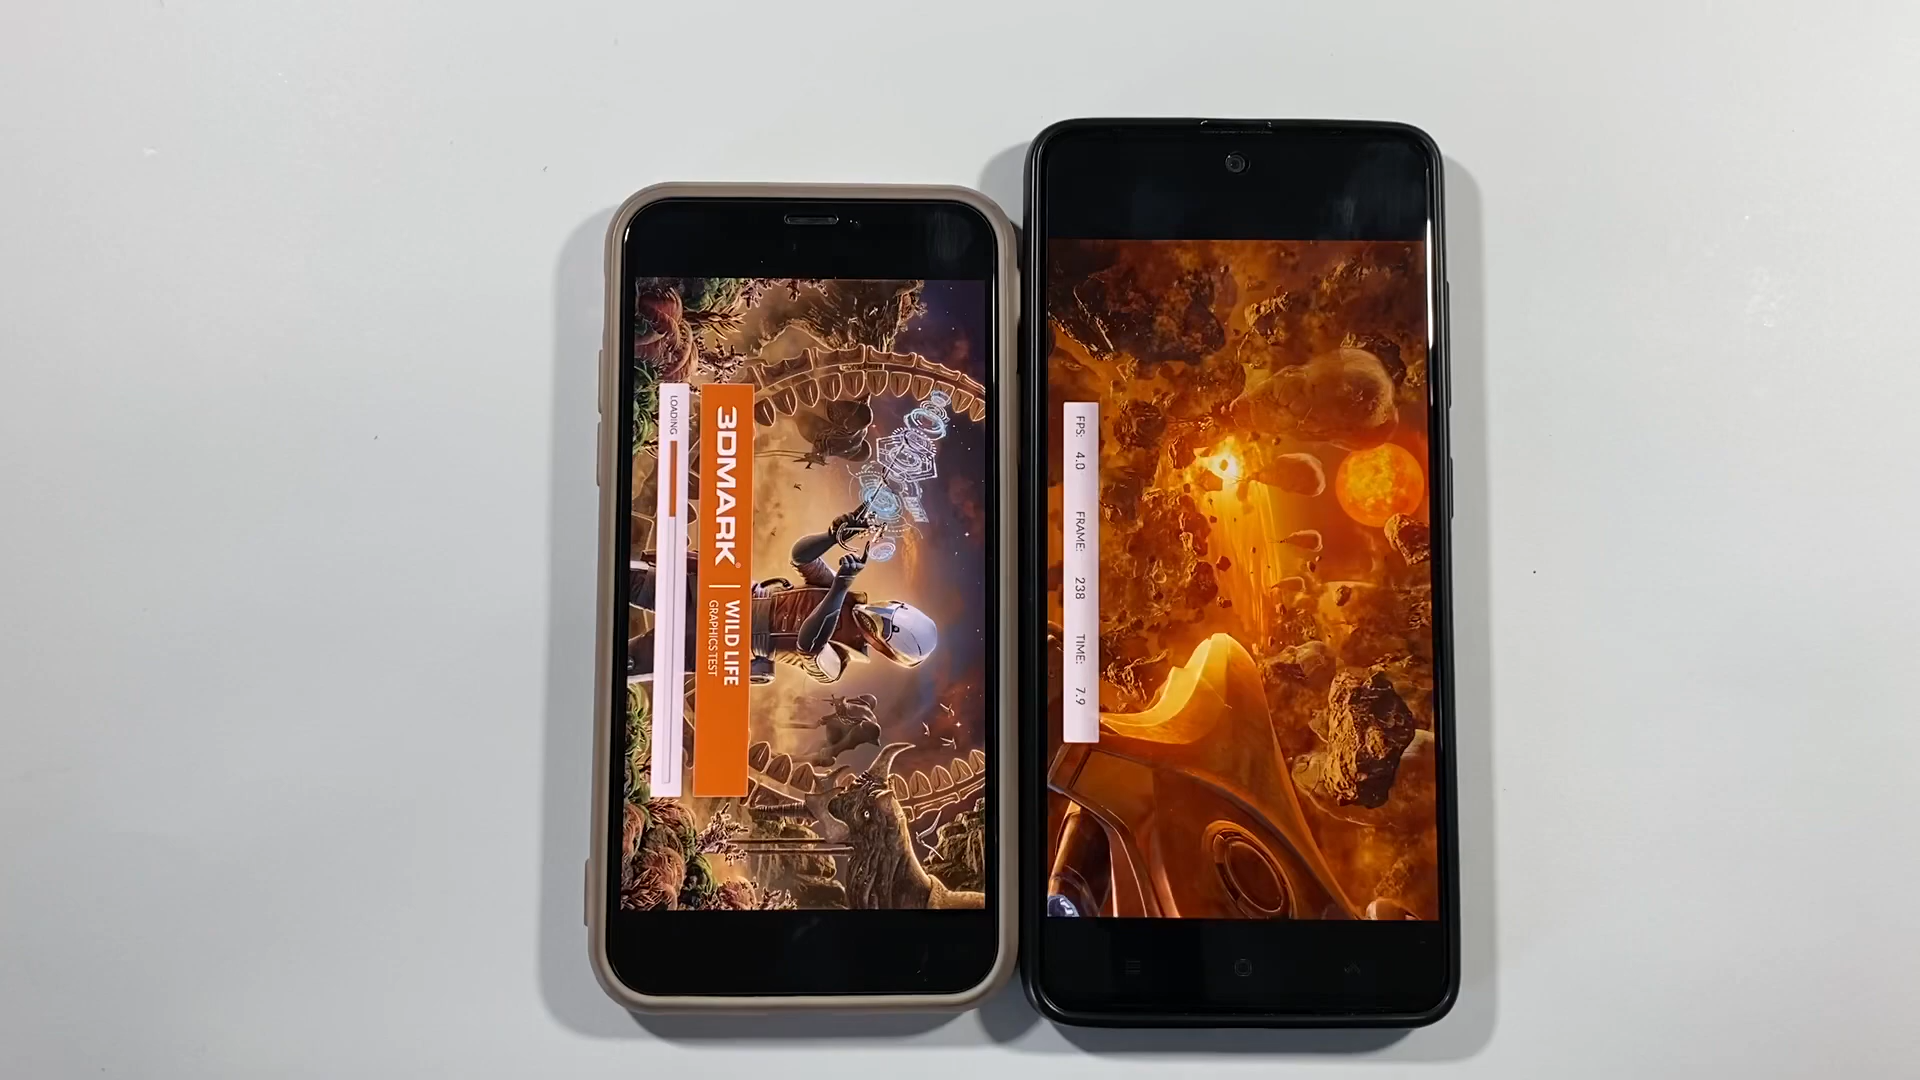 3DMARK® | WILD LIFE
GRAPHICS TEST
LOADING
FPS: 4.0 FRAME: 238 TIME: 7.9